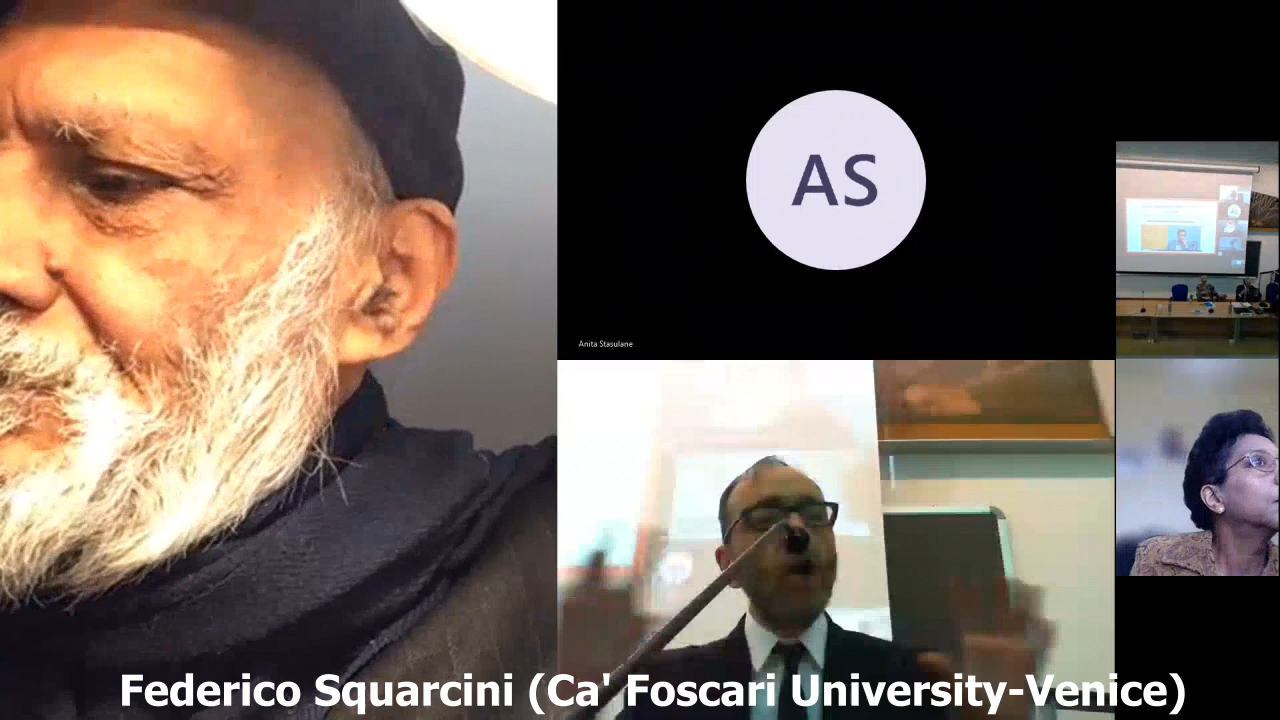 AS
Anita Stasulane
Federico Squarcini (Ca' Foscari University-Venice)